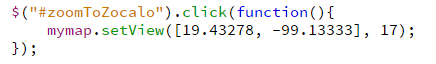 $("#zoomToZocalo").click(function(){
    mymap.setView([19.43278, -99.13333], 17);
});